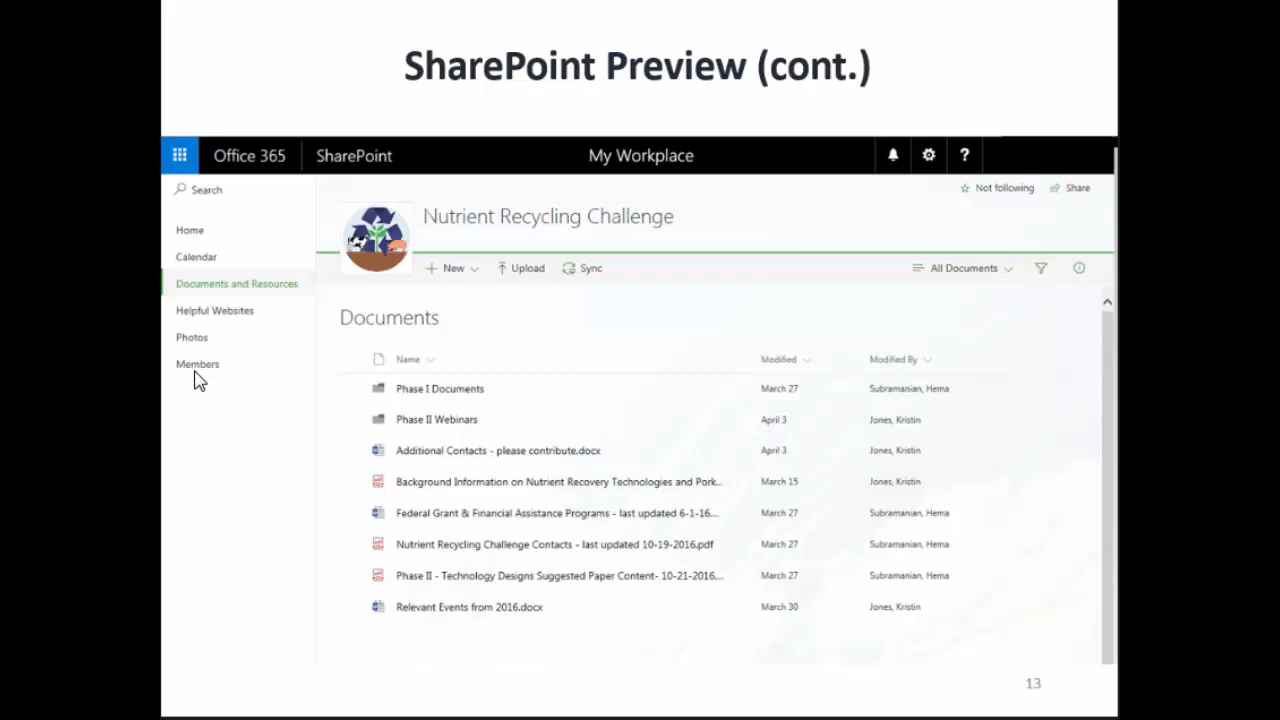 SharePoint Preview (cont.)
Office 365 SharePoint My Workplace ?
Search Not following Share
Nutrient Recycling Challenge
Home
Calendar
Documents and Resources
Helpful Websites
Photos
Members
+ New Upload Sync All Documents
Documents
Name Modified Modified By
Phase I Documents March 27 Subramanian, Hema
Phase II Webinars April 3 Jones, Kristin
Additional Contacts - please contribute.docx April 3 Jones, Kristin
Background Information on Nutrient Recovery Technologies and Pork... March 15 Jones, Kristin
Federal Grant & Financial Assistance Programs - last updated 6-1-16... March 27 Subramanian, Hema
Nutrient Recycling Challenge Contacts - last updated 10-19-2016.pdf March 27 Subramanian, Hema
Phase II - Technology Designs Suggested Paper Content- 10-21-2016... March 27 Subramanian, Hema
Relevant Events from 2016.docx March 30 Jones, Kristin
13